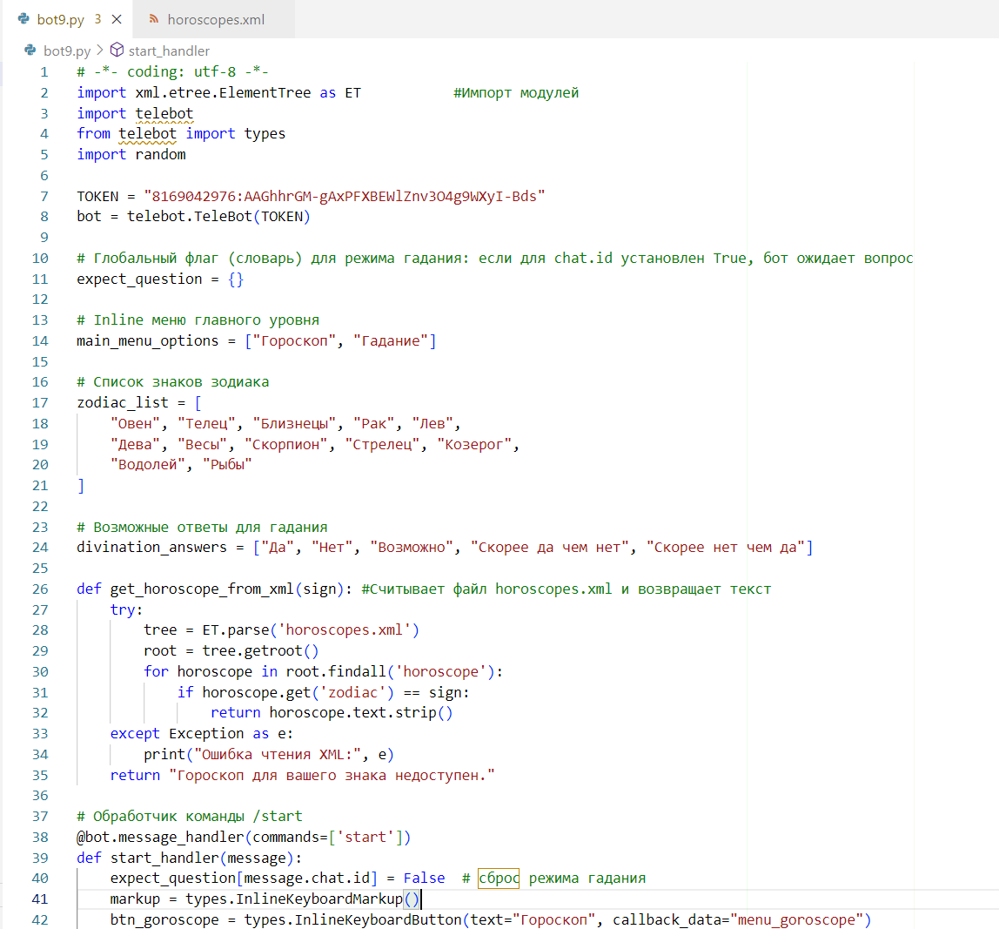 bot9.py 3 horoscopes.xml
bot9.py > start_handler
1 # -*- coding: utf-8 -*-
2 import xml.etree.ElementTree as ET           #Импорт модулей
3 import telebot
4 from telebot import types
5 import random
6
7 TOKEN = "8169042976:AAGhhrGM-gAxPFXBEWlZnv3O4g9WXyI-Bds"
8 bot = telebot.TeleBot(TOKEN)
9
10 # Глобальный флаг (словарь) для режима гадания: если для chat.id установлен True, бот ожидает вопрос
11 expect_question = {}
12
13 # Inline меню главного уровня
14 main_menu_options = ["Гороскоп", "Гадание"]
15
16 # Список знаков зодиака
17 zodiac_list = [
18     "Овен", "Телец", "Близнецы", "Рак", "Лев",
19     "Дева", "Весы", "Скорпион", "Стрелец", "Козерог",
20     "Водолей", "Рыбы"
21 ]
22
23 # Возможные ответы для гадания
24 divination_answers = ["Да", "Нет", "Возможно", "Скорее да чем нет", "Скорее нет чем да"]
25
26 def get_horoscope_from_xml(sign): #Считывает файл horoscopes.xml и возвращает текст
27     try:
28         tree = ET.parse('horoscopes.xml')
29         root = tree.getroot()
30         for horoscope in root.findall('horoscope'):
31             if horoscope.get('zodiac') == sign:
32                 return horoscope.text.strip()
33     except Exception as e:
34         print("Ошибка чтения XML:", e)
35     return "Гороскоп для вашего знака недоступен."
36
37 # Обработчик команды /start
38 @bot.message_handler(commands=['start'])
39 def start_handler(message):
40     expect_question[message.chat.id] = False  # сброс режима гадания
41     markup = types.InlineKeyboardMarkup()
42     btn_goroscope = types.InlineKeyboardButton(text="Гороскоп", callback_data="menu_goroscope")